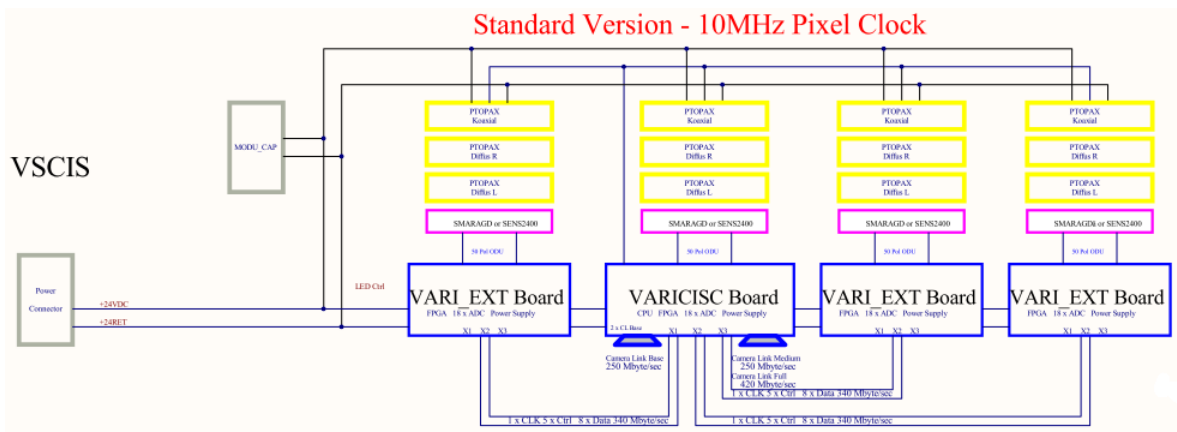 Standard Version - 10MHz Pixel Clock
VSCIS
MODU_CAP
PTOPAX
Koaxial
PTOPAX
Diffus R
PTOPAX
Diffus L
SMARAGD or SENS2400
50 Pol ODU
PTOPAX
Koaxial
PTOPAX
Diffus R
PTOPAX
Diffus L
SMARAGD or SENS2400
50 Pol ODU
PTOPAX
Koaxial
PTOPAX
Diffus R
PTOPAX
Diffus L
SMARAGD or SENS2400
50 Pol ODU
PTOPAX
Koaxial
PTOPAX
Diffus R
PTOPAX
Diffus L
SMARAGDå or SENS2400
50 Pol ODU
Power
Connector
+24VDC
+24RET
LED Ctrl
VARI_EXT Board
FPGA 18 x ADC Power Supply
X1 X2 X3
VARICISC Board
CPU FPGA 18 x ADC Power Supply
2 x CL Base
X1 X2 X3
VARI_EXT Board
FPGA 18 x ADC Power Supply
X1 X2 X3
VARI_EXT Board
FPGA 18 x ADC Power Supply
X1 X2 X3
Camera Link Base
250 Mbyte/sec
Camera Link Medium
250 Mbyte/sec
Camera Link Full
420 Mbyte/sec
1 x CLK 5 x Ctrl 8 x Data 340 Mbyte/sec
1 x CLK 5 x Ctrl 8 x Data 340 Mbyte/sec
1 x CLK 5 x Ctrl 8 x Data 340 Mbyte/sec